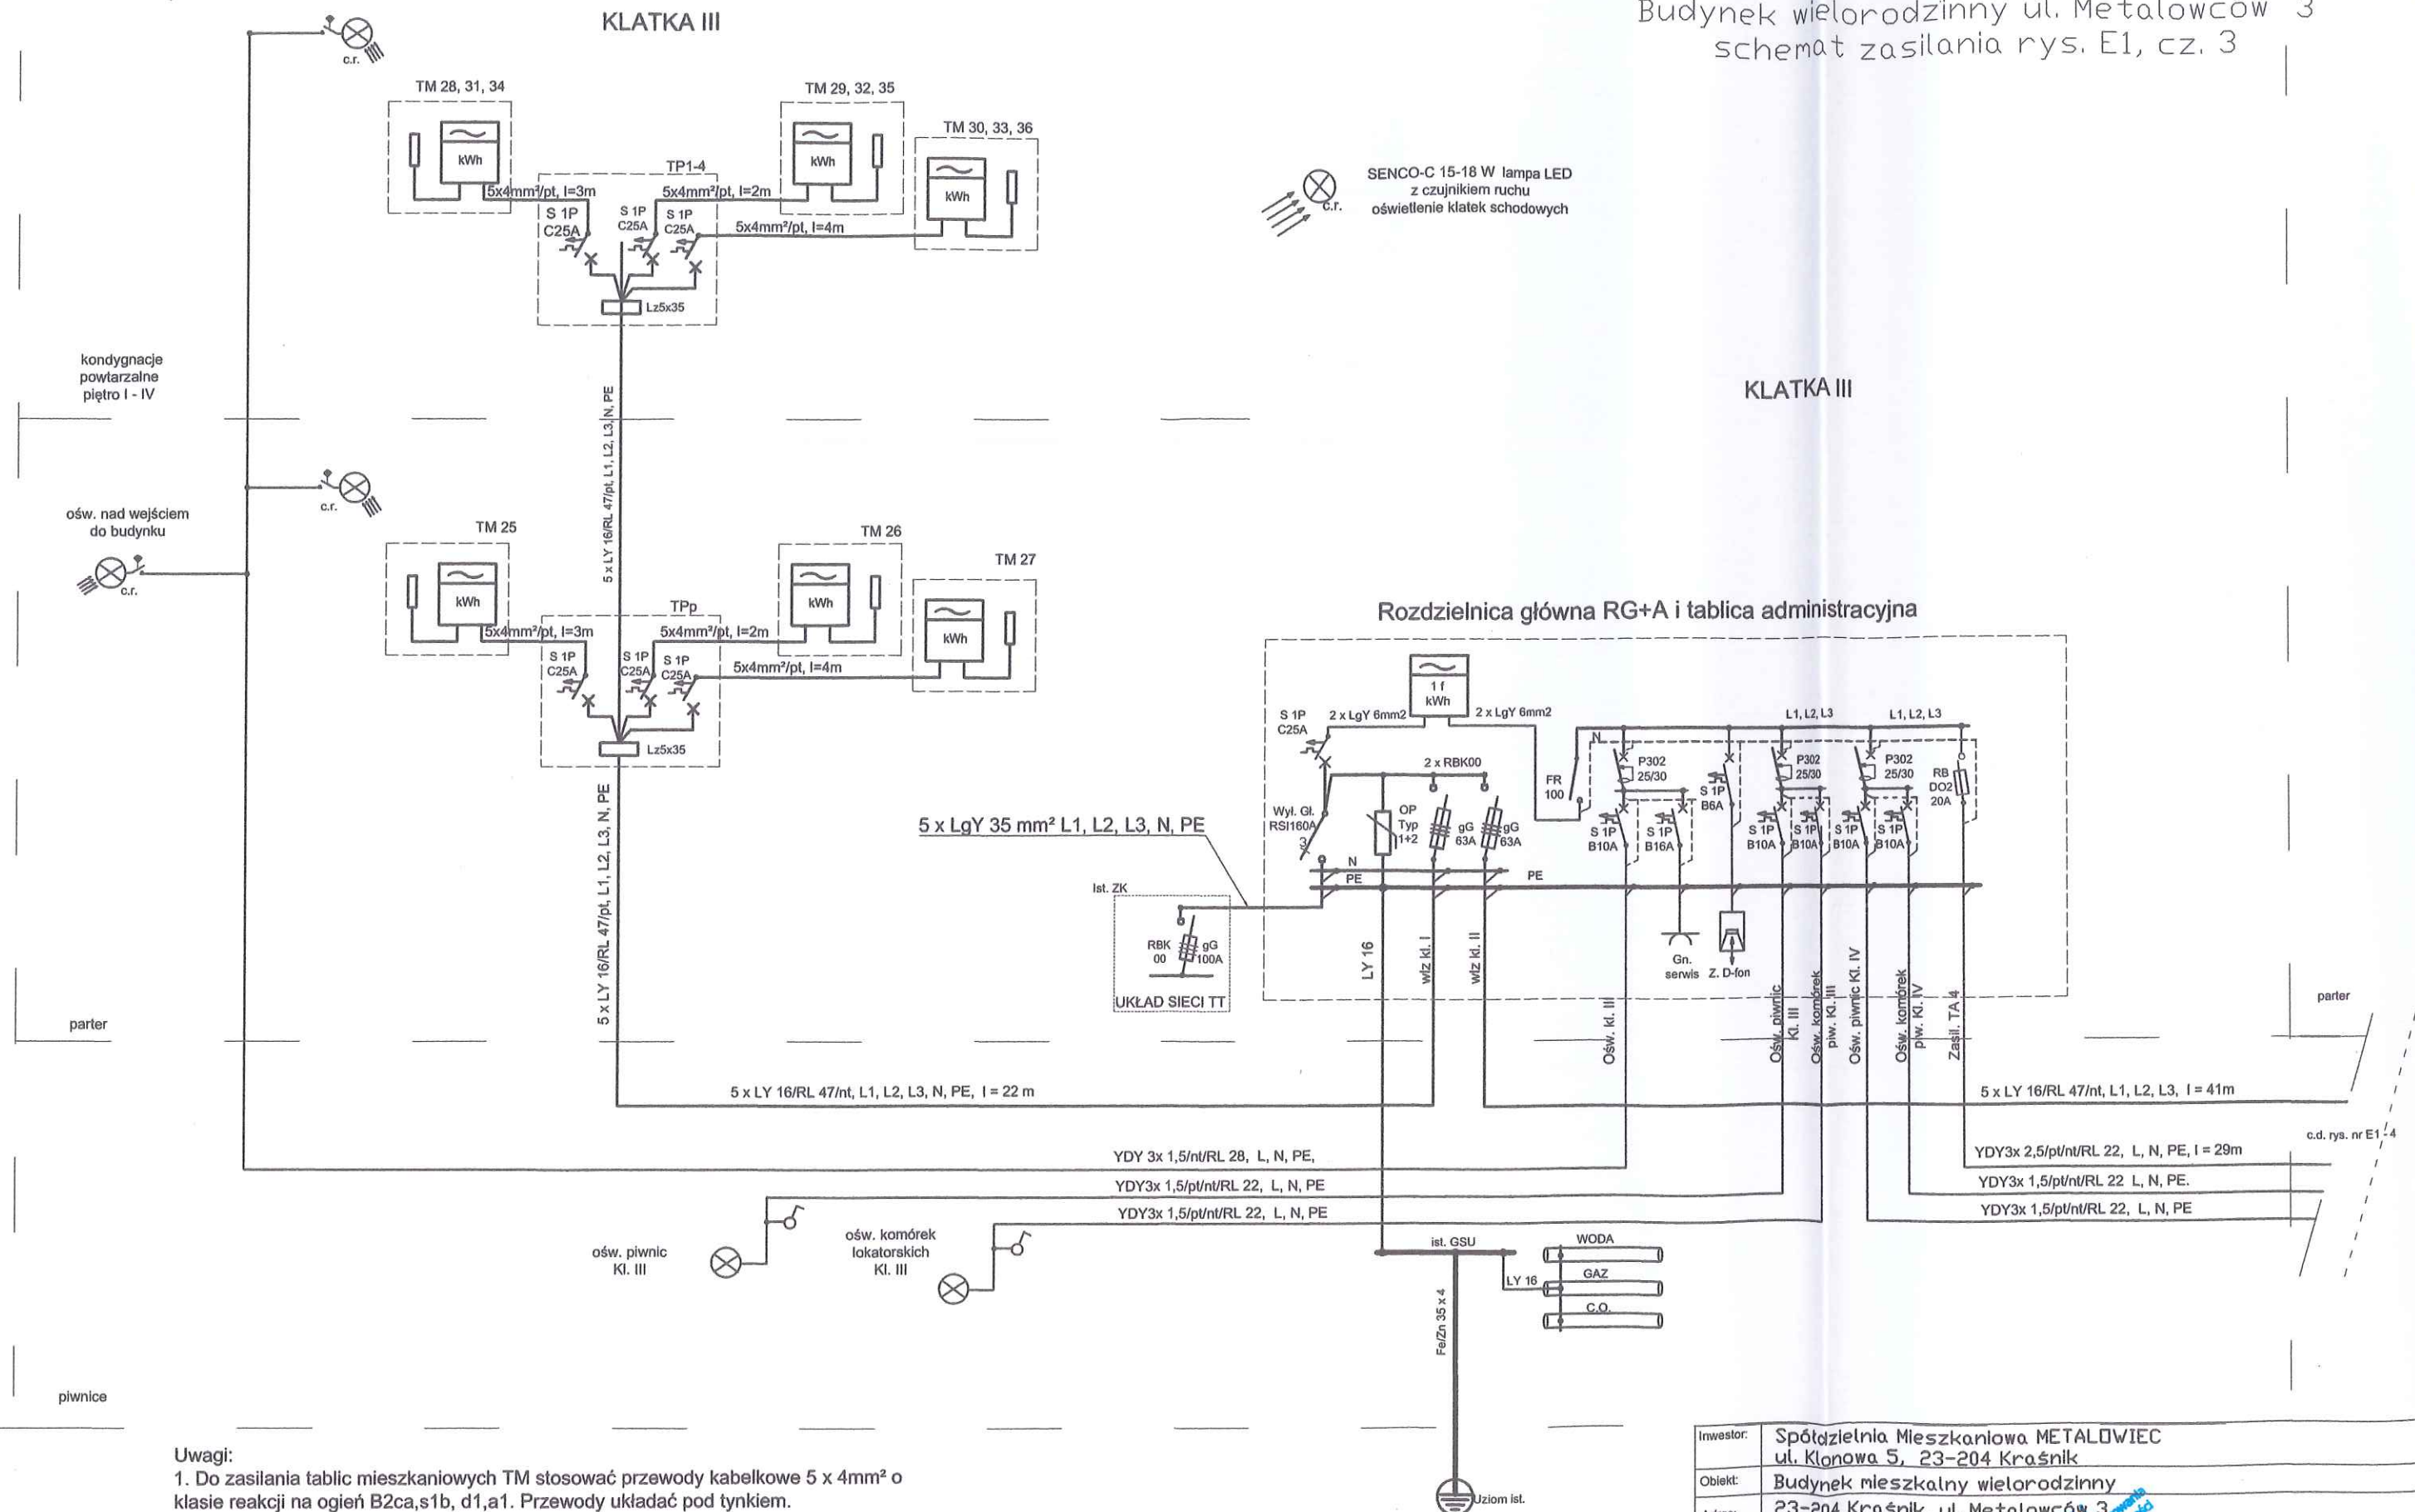 KLATKA III
Budynek wielorodzinny ul. Metalowców 3
schemat zasilania rys. E1, cz. 3
c.r.
TM 28, 31, 34
kWh
5x4mm²/pt, l=3m
TP1-4
TM 29, 32, 35
kWh
5x4mm²/pt, l=2m
TM 30, 33, 36
kWh
5x4mm²/pt, l=4m
S 1P
C25A
S 1P
C25A
S 1P
C25A
Lz5x35
c.r.
SENCO-C 15-18 W lampa LED
z czujnikiem ruchu
oświetlenie klatek schodowych
kondygnacje
powtarzalne
piętro I - IV
KLATKA III
5 x LY 16/RL 47/pt, L1, L2, L3, N, PE
c.r.
ośw. nad wejściem
do budynku
c.r.
TM 25
kWh
5x4mm²/pt, l=3m
TPp
TM 26
kWh
5x4mm²/pt, l=2m
TM 27
kWh
5x4mm²/pt, l=4m
S 1P
C25A
S 1P
C25A
S 1P
C25A
Lz5x35
5 x LY 16/RL 47/pt, L1, L2, L3, N, PE
Rozdzielnica główna RG+A i tablica administracyjna
1 f
kWh
S 1P
C25A
2 x LgY 6mm2
2 x LgY 6mm2
L1, L2, L3
L1, L2, L3
N
2 x RBK00
FR
100
P302
25/30
S 1P
B6A
P302
25/30
P302
25/30
RB
DO2
20A
Wył. Gł.
RSI160A
3
OP
Typ
1+2
gG
63A
gG
63A
S 1P
B10A
S 1P
B16A
S 1P
B10A
S 1P
B10A
S 1P
B10A
S 1P
B10A
5 x LgY 35 mm² L1, L2, L3, N, PE
N
PE
PE
Ist. ZK
RBK
00
gG
100A
UKŁAD SIECI TT
LY 16
wlz kl. I
wlz kl. II
Gn.
serwis
Z. D-fon
Ośw. kl. III
Ośw. piwnic
Kl. III
Ośw. komórek
piw. Kl. III
Ośw. piwnic Kl. IV
Ośw. komórek
piw. Kl. IV
Zasil. TA 4
parter
parter
5 x LY 16/RL 47/nt, L1, L2, L3, N, PE, l = 22 m
5 x LY 16/RL 47/nt, L1, L2, L3, l = 41m
c.d. rys. nr E1 - 4
YDY 3x 1,5/nt/RL 28, L, N, PE,
YDY3x 2,5/pt/nt/RL 22, L, N, PE, l = 29m
YDY3x 1,5/pt/nt/RL 22, L, N, PE
YDY3x 1,5/pt/nt/RL 22 L, N, PE.
YDY3x 1,5/pt/nt/RL 22, L, N, PE
YDY3x 1,5/pt/nt/RL 22, L, N, PE
ośw. piwnic
Kl. III
ośw. komórek
lokatorskich
Kl. III
ist. GSU
LY 16
WODA
GAZ
C.O.
Fe/Zn 35 x 4
Uziom ist.
piwnice
Uwagi:
1. Do zasilania tablic mieszkaniowych TM stosować przewody kabelkowe 5 x 4mm² o
klasie reakcji na ogień B2ca,s1b, d1,a1. Przewody układać pod tynkiem.
Inwestor:
Spółdzielnia Mieszkaniowa METALOWIEC
ul. Klonowa 5, 23-204 Kraśnik
Obiekt:
Budynek mieszkalny wielorodzinny
23-204 Kraśnik, ul. Metalowców 3